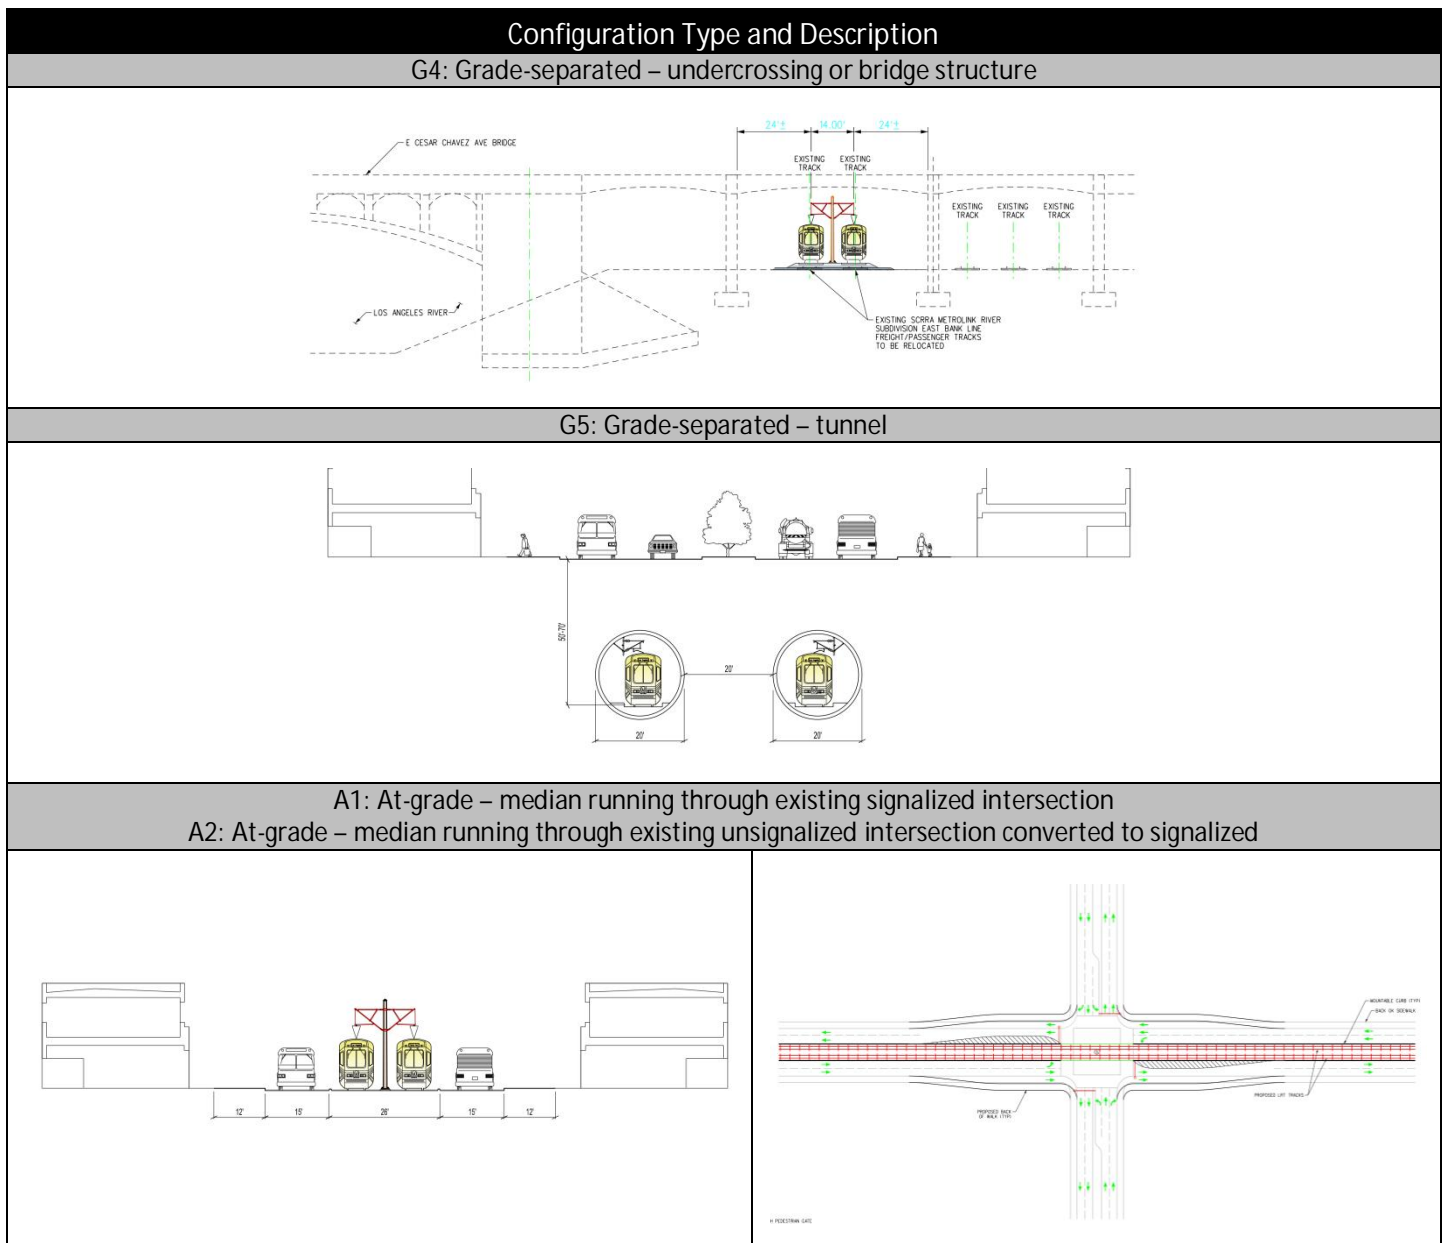 Configuration Type and Description
G4: Grade-separated – undercrossing or bridge structure
E CESAR CHAVEZ AVE BRIDGE
24'± 14.00' 24'±
EXISTING
TRACK
EXISTING
TRACK
EXISTING
TRACK
EXISTING
TRACK
EXISTING
TRACK
LOS ANGELES RIVER
EXISTING SCRRA METROLINK RIVER
SUBDIVISION EAST BANK LINE
FREIGHT/PASSENGER TRACKS
TO BE RELOCATED
G5: Grade-separated – tunnel
50'-70'
20'
20'
20'
A1: At-grade – median running through existing signalized intersection
A2: At-grade – median running through existing unsignalized intersection converted to signalized
12' 15' 26' 15' 12'
MOUNTABLE CURB (TYP)
BACK OK SIDEWALK
PROPOSED BACK
OF WALK (TYP)
PROPOSED LRT TRACKS
PEDESTRIAN GATE